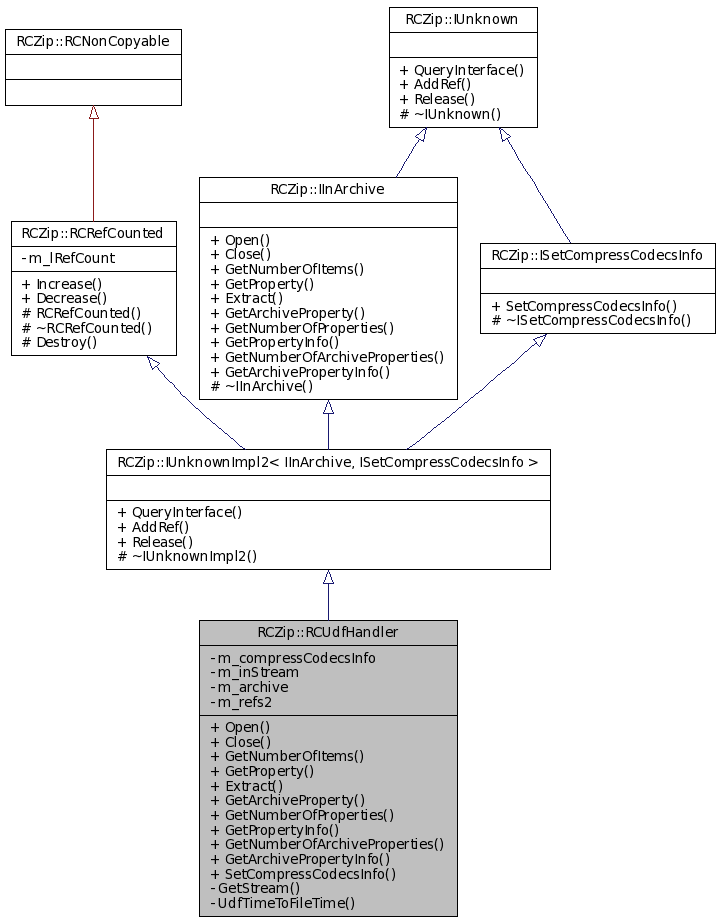 RCZip::RCNonCopyable
RCZip::IUnknown
+ QueryInterface()
+ AddRef()
+ Release()
# ~IUnknown()
RCZip::RCRefCounted
- m_lRefCount
+ Increase()
+ Decrease()
# RCRefCounted()
# ~RCRefCounted()
# Destroy()
RCZip::IInArchive
+ Open()
+ Close()
+ GetNumberOfItems()
+ GetProperty()
+ Extract()
+ GetArchiveProperty()
+ GetNumberOfProperties()
+ GetPropertyInfo()
+ GetNumberOfArchiveProperties()
+ GetArchivePropertyInfo()
# ~IInArchive()
RCZip::ISetCompressCodecsInfo
+ SetCompressCodecsInfo()
# ~ISetCompressCodecsInfo()
RCZip::IUnknownImpl2< IInArchive, ISetCompressCodecsInfo >
+ QueryInterface()
+ AddRef()
+ Release()
# ~IUnknownImpl2()
RCZip::RCUdfHandler
- m_compressCodecsInfo
- m_inStream
- m_archive
- m_refs2
+ Open()
+ Close()
+ GetNumberOfItems()
+ GetProperty()
+ Extract()
+ GetArchiveProperty()
+ GetNumberOfProperties()
+ GetPropertyInfo()
+ GetNumberOfArchiveProperties()
+ GetArchivePropertyInfo()
+ SetCompressCodecsInfo()
- GetStream()
- UdfTimeToFileTime()